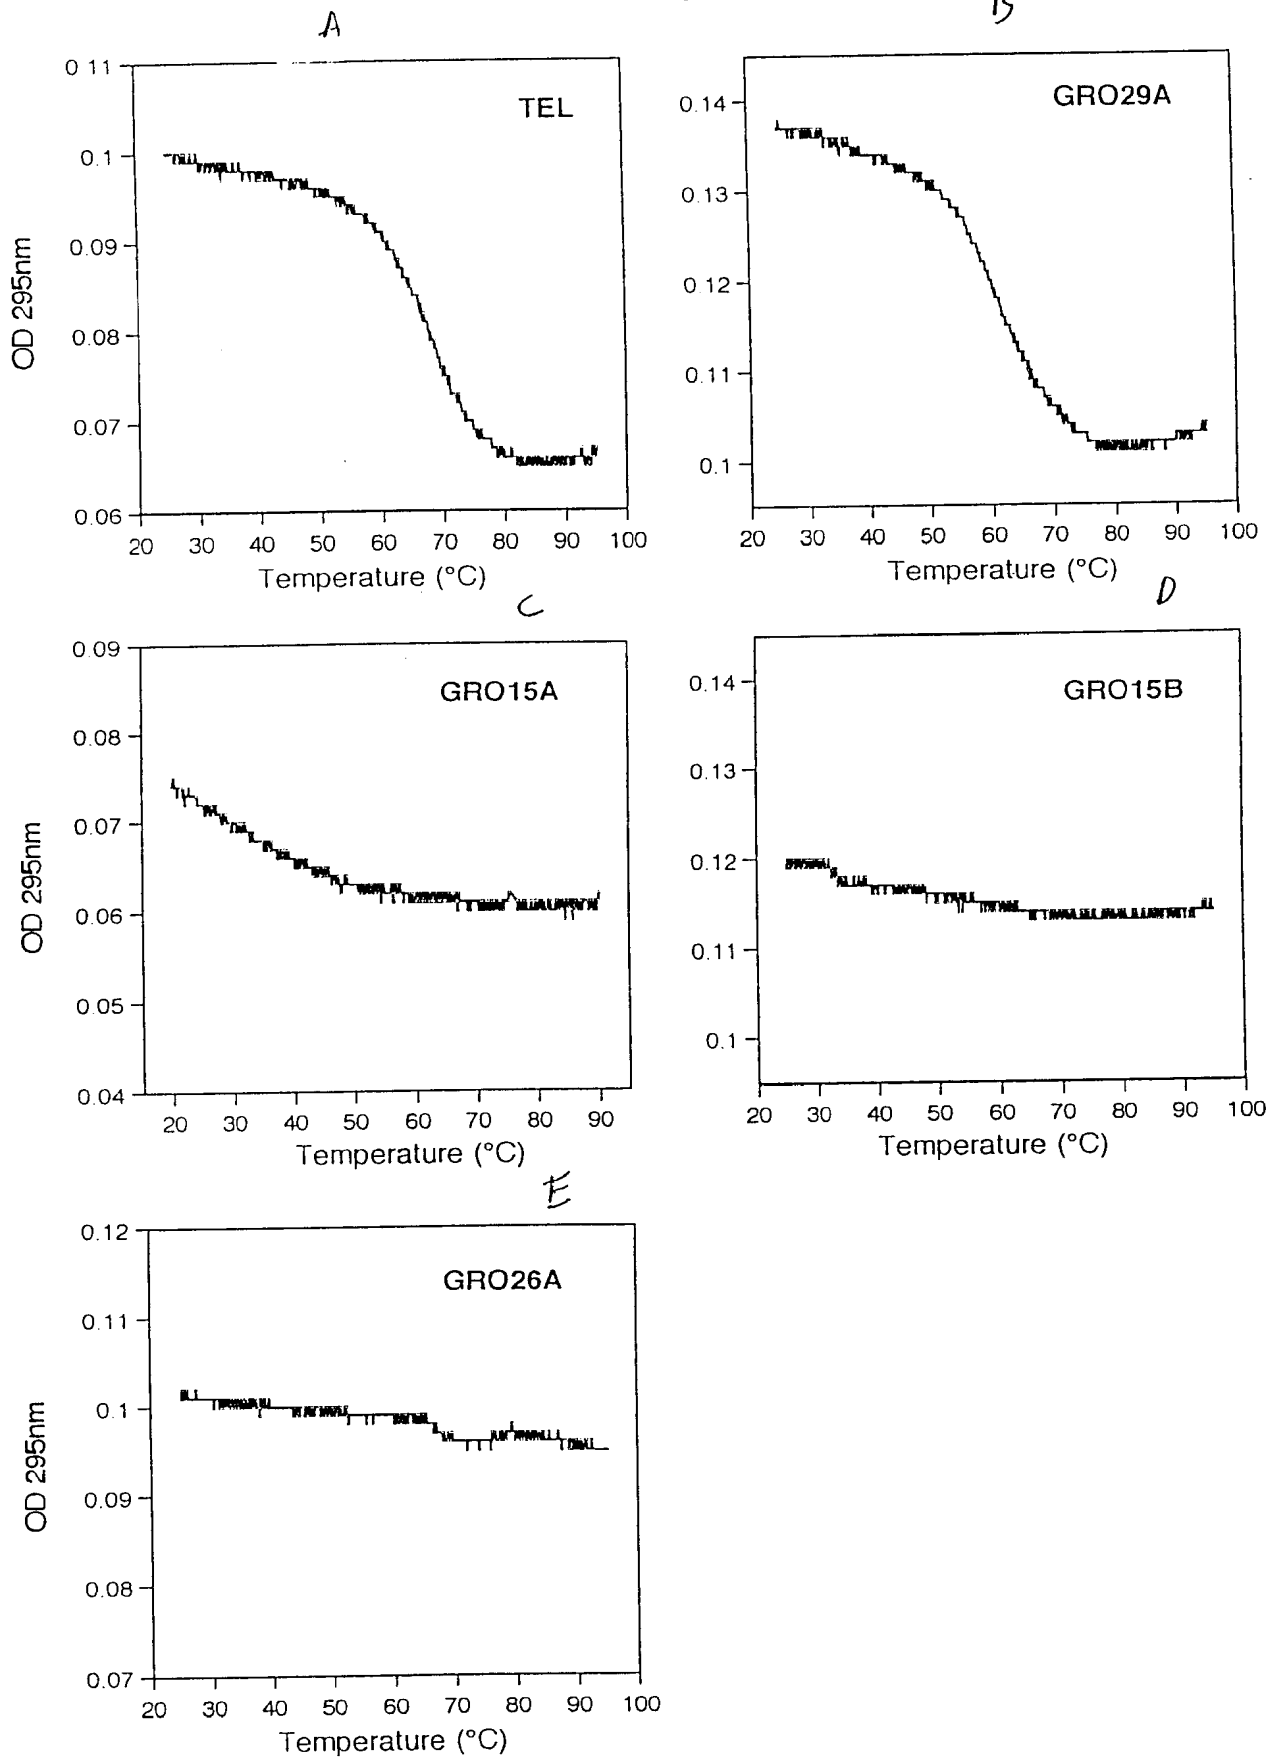 A
B
0.11
TEL
0.1
0.09
0.08
0.07
0.06
OD 295nm
20 30 40 50 60 70 80 90 100
Temperature (°C)
GRO29A
0.14
0.13
0.12
0.11
0.1
20 30 40 50 60 70 80 90 100
Temperature (°C)
C
D
0.09
GRO15A
0.08
0.07
0.06
0.05
0.04
OD 295nm
20 30 40 50 60 70 80 90
Temperature (°C)
GRO15B
0.14
0.13
0.12
0.11
0.1
20 30 40 50 60 70 80 90 100
Temperature (°C)
E
0.12
GRO26A
0.11
0.1
0.09
0.08
0.07
OD 295nm
20 30 40 50 60 70 80 90 100
Temperature (°C)